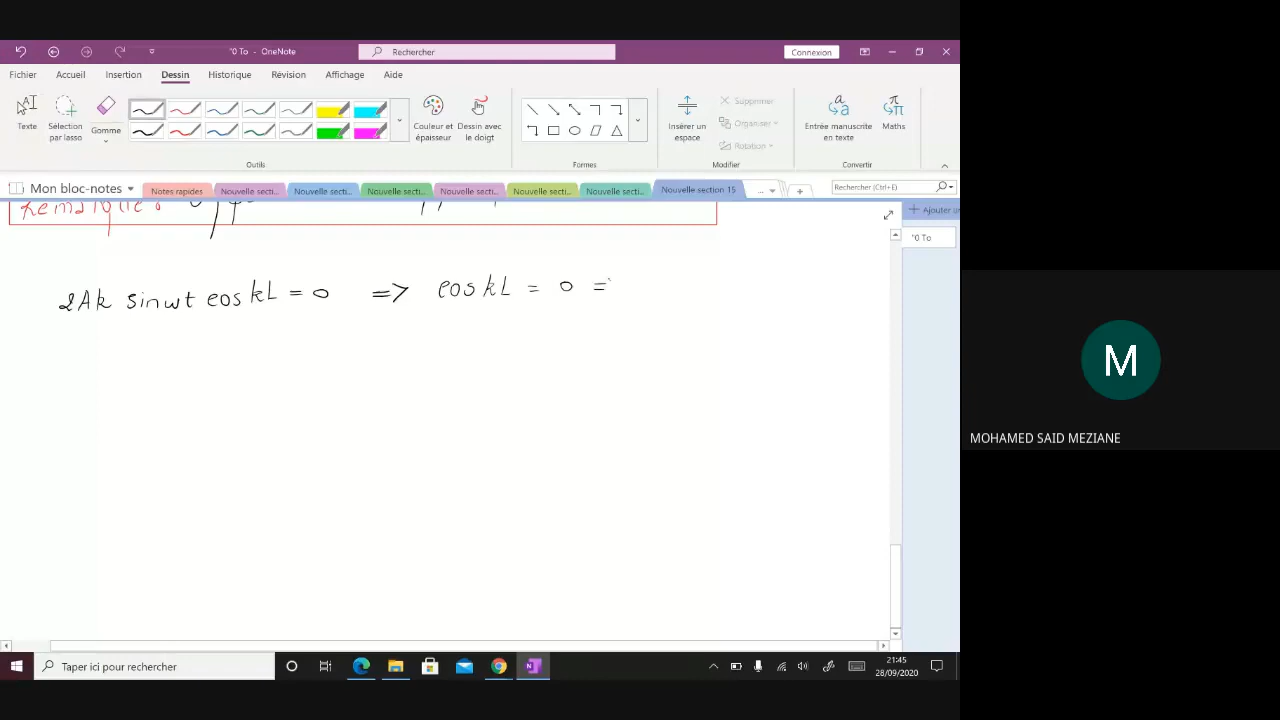 "0 To - OneNote
Rechercher
Connexion
Fichier Accueil Insertion Dessin Historique Révision Affichage Aide
Texte
Sélection par lasso
Gomme
Couleur et épaisseur
Dessin avec le doigt
Insérer un espace
Supprimer
Organiser
Rotation
Entrée manuscrite en texte
Maths
Outils Formes Modifier Convertir
Mon bloc-notes
Notes rapides Nouvelle secti... Nouvelle secti... Nouvelle secti... Nouvelle secti... Nouvelle secti... Nouvelle secti... Nouvelle section 15 ... +
Rechercher (Ctrl+E)
+ Ajouter un
"0 To
Remarque:
2Ak sinωt cos kL = 0 => cos kL = 0 =
M
MOHAMED SAID MEZIANE
Taper ici pour rechercher
21:45
28/09/2020